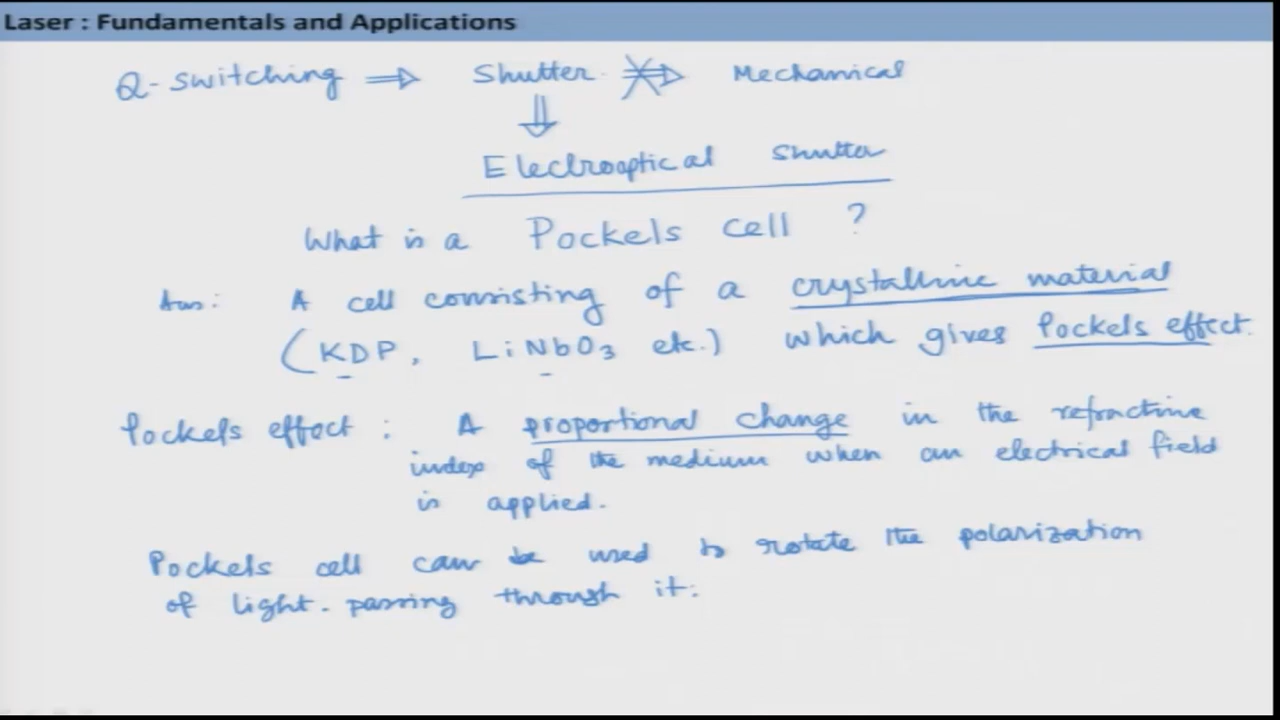 Laser : Fundamentals and Applications
Q-switching ⇒ Shutter ⇏ Mechanical
⇓
Electrooptical shutter
What is a Pockels cell ?
Ans: A cell consisting of a crystalline material
(KDP, LiNbO3 etc.) which gives Pockels effect.
Pockels effect : A proportional change in the refractive
index of the medium when an electrical field
is applied.
Pockels cell can be used to rotate the polarization
of light. passing through it.